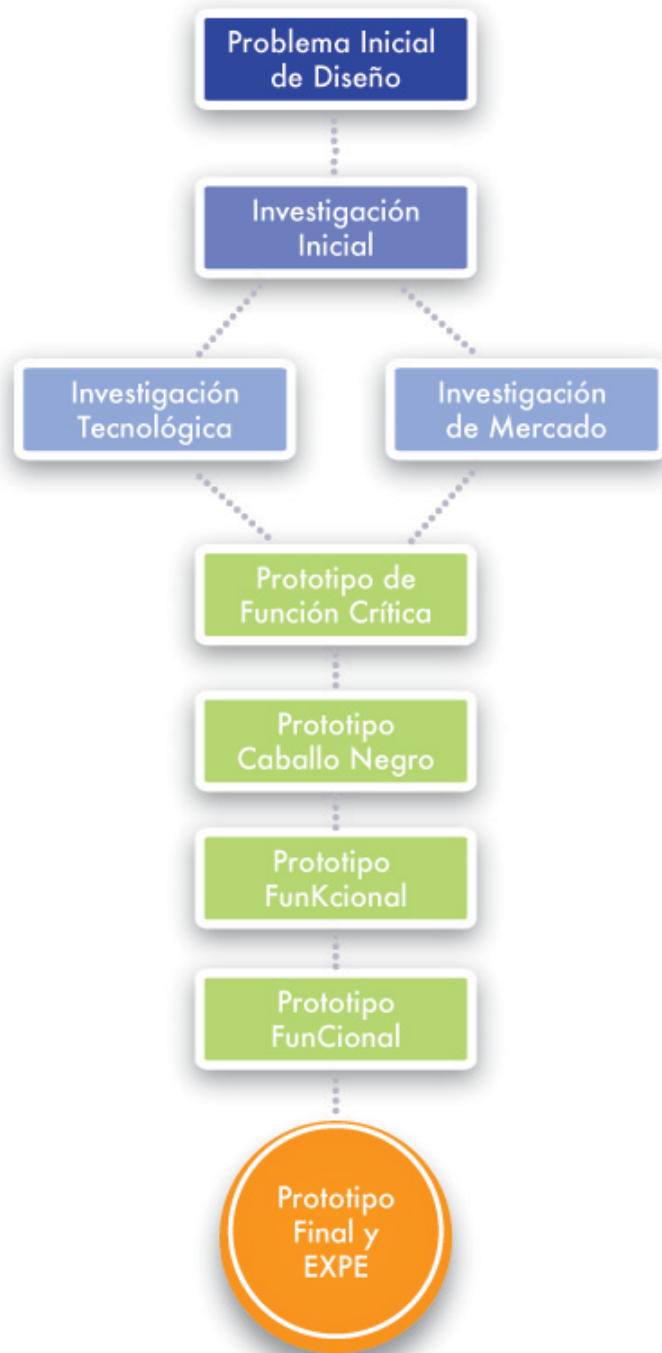 Problema Inicial
de Diseño
Investigación
Inicial
Investigación
Tecnológica
Investigación
de Mercado
Prototipo de
Función Crítica
Prototipo
Caballo Negro
Prototipo
FunKcional
Prototipo
FunCional
Prototipo
Final y
EXPE